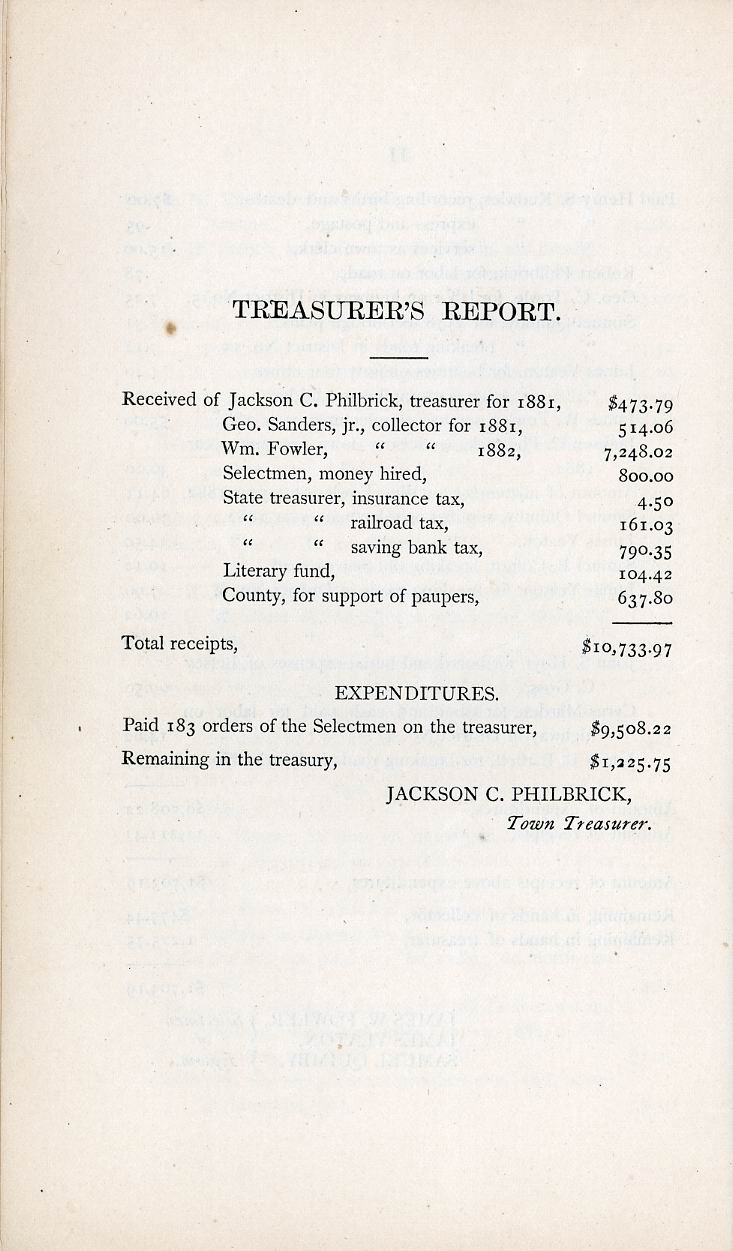 TREASURER'S REPORT.
Received of Jackson C. Philbrick, treasurer for 1881, $473.79
Geo. Sanders, jr., collector for 1881, 514.06
Wm. Fowler, “ “ 1882, 7,248.02
Selectmen, money hired, 800.00
State treasurer, insurance tax, 4.50
“ “ railroad tax, 161.03
“ “ saving bank tax, 790.35
Literary fund, 104.42
County, for support of paupers, 637.80
Total receipts, $10,733.97
EXPENDITURES.
Paid 183 orders of the Selectmen on the treasurer, $9,508.22
Remaining in the treasury, $1,225.75
JACKSON C. PHILBRICK,
Town Treasurer.